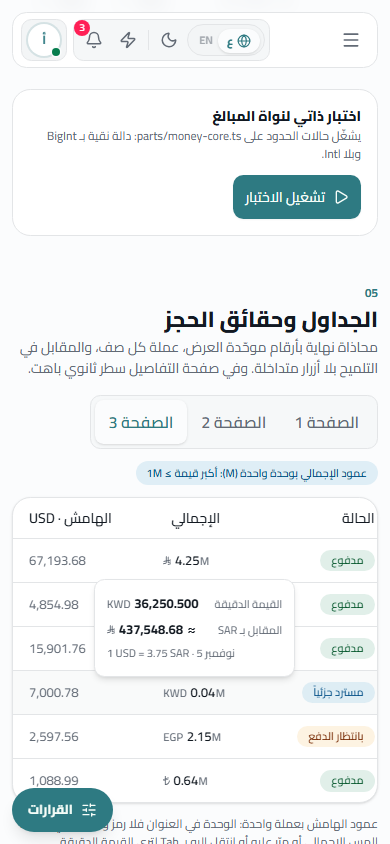 3
EN
ع
اختبار ذاتي لنواة المبالغ
يشغّل حالات الحدود على parts/money-core.ts: دالة نقية بـ BigInt
وبلا Intl.
تشغيل الاختبار
05
الجداول وحقائق الحجز
محاذاة نهاية بأرقام موحّدة العرض، عملة كل صف، والمقابل في
التلميح بلا أزرار متداخلة. وفي صفحة التفاصيل سطر ثانوي باهت.
الصفحة 1
الصفحة 2
الصفحة 3
عمود الإجمالي بوحدة واحدة (M): أكبر قيمة ≥ 1M
الحالة
الإجمالي
الهامش · USD
مدفوع
4.25M
67,193.68
مدفوع
4,854.98
القيمة الدقيقة
KWD 36,250.500
المقابل بـ SAR
≈ 437,548.68
1 USD = 3.75 SAR · 5 نوفمبر
مدفوع
15,901.76
مسترد جزئياً
KWD 0.04M
7,000.78
بانتظار الدفع
EGP 2.15M
2,597.56
مدفوع
₺ 0.64M
1,088.99
القرارات
عمود الهامش بعملة واحدة: الوحدة في العنوان فلا رمز